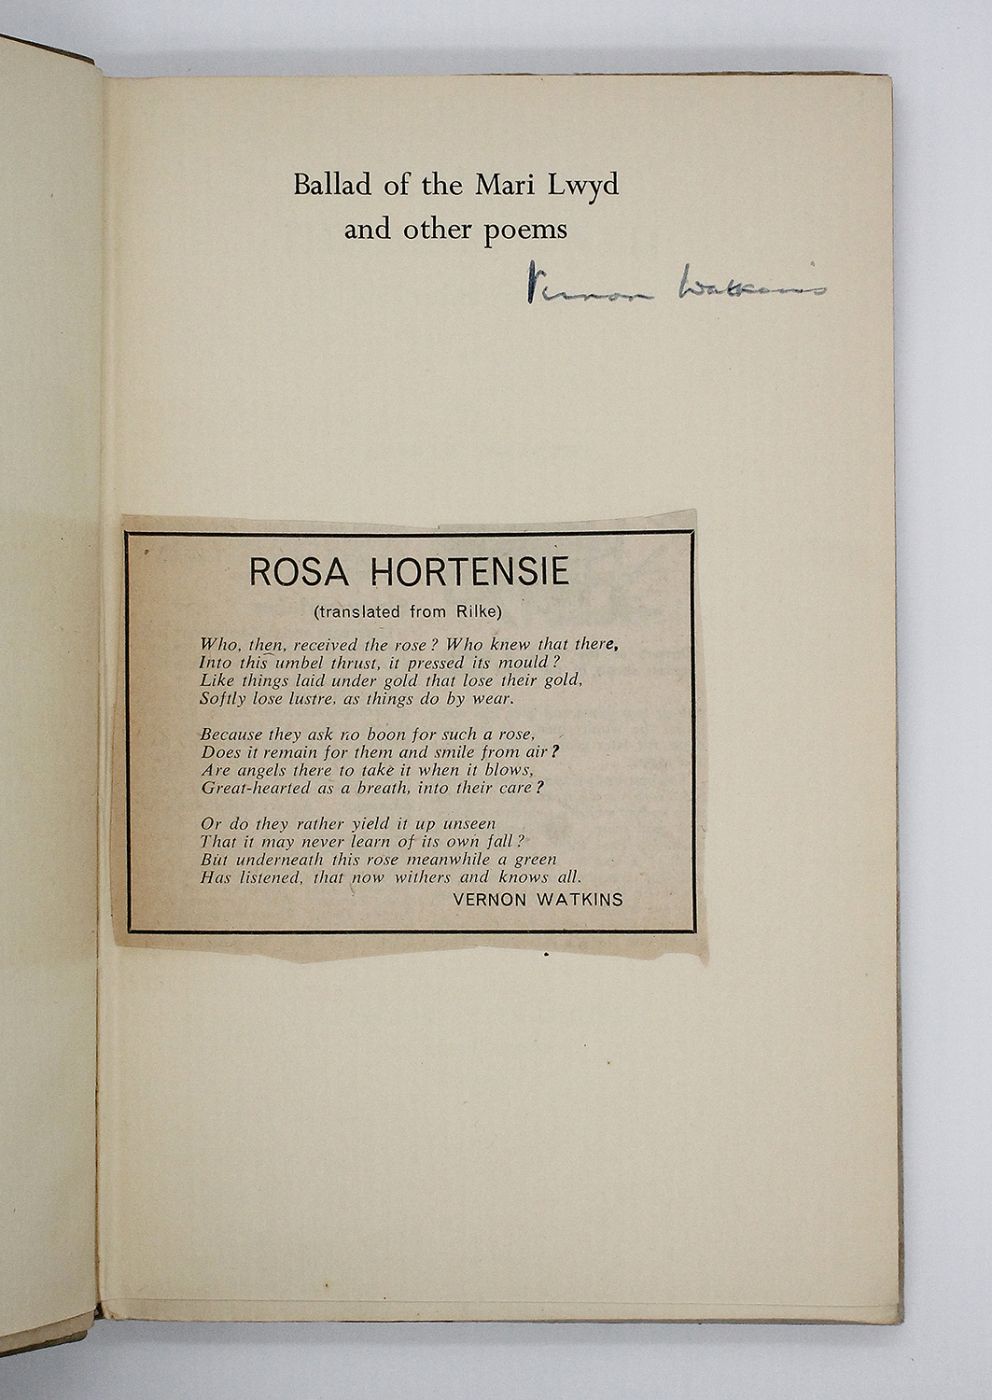 Ballad of the Mari Lwyd
and other poems
Vernon Watkins
ROSA HORTENSIE
(translated from Rilke)
Who, then, received the rose? Who knew that there,
Into this umbel thrust, it pressed its mould?
Like things laid under gold that lose their gold,
Softly lose lustre, as things do by wear.
Because they ask no boon for such a rose,
Does it remain for them and smile from air?
Are angels there to take it when it blows,
Great-hearted as a breath, into their care?
Or do they rather yield it up unseen
That it may never learn of its own fall?
But underneath this rose meanwhile a green
Has listened, that now withers and knows all.
VERNON WATKINS